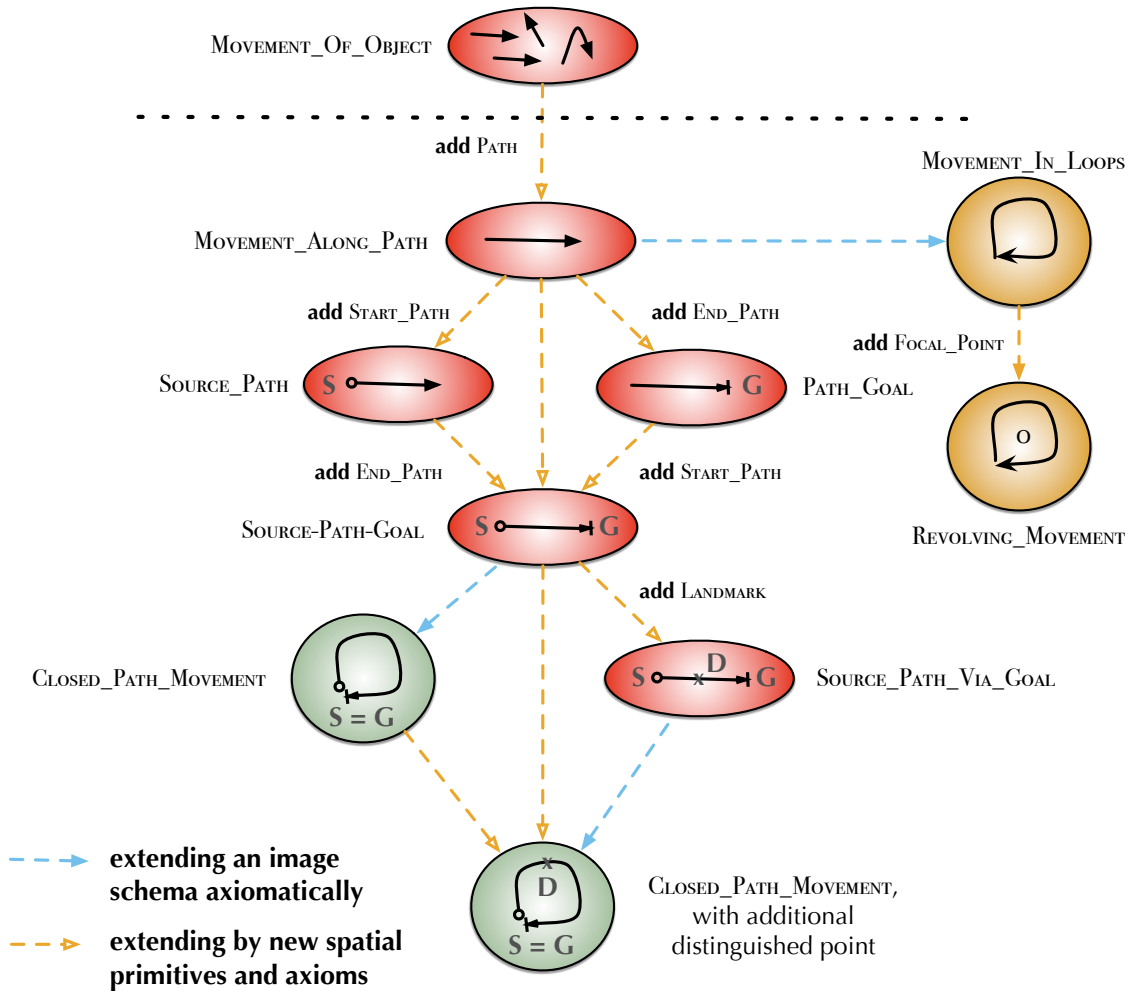 Movement_Of_Object
add Path
Movement_In_Loops
Movement_Along_Path
add Start_Path
add End_Path
add Focal_Point
Source_Path
S
G
Path_Goal
O
add End_Path
add Start_Path
Source-Path-Goal
S
G
Revolving_Movement
add Landmark
Closed_Path_Movement
S = G
S
D
x
G
Source_Path_Via_Goal
extending an image
schema axiomatically
extending by new spatial
primitives and axioms
x
D
S = G
Closed_Path_Movement,
with additional
distinguished point